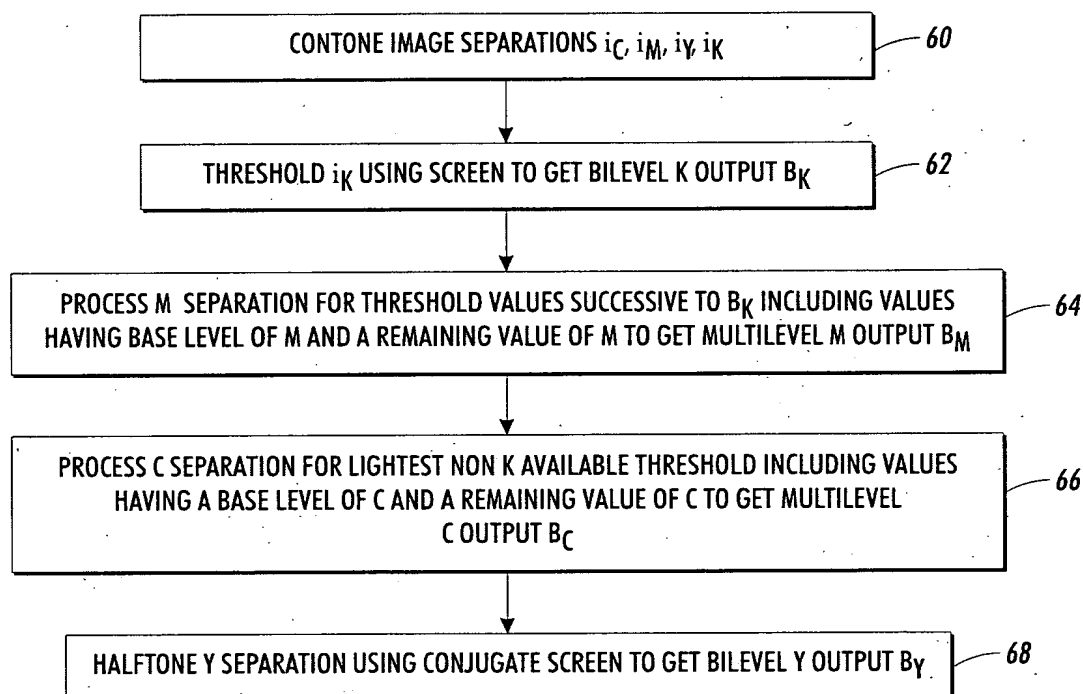 CONTONE IMAGE SEPARATIONS iC, iM, iY, iK
60
THRESHOLD iK USING SCREEN TO GET BILEVEL K OUTPUT BK
62
PROCESS M SEPARATION FOR THRESHOLD VALUES SUCCESSIVE TO BK INCLUDING VALUES
HAVING BASE LEVEL OF M AND A REMAINING VALUE OF M TO GET MULTILEVEL M OUTPUT BM
64
PROCESS C SEPARATION FOR LIGHTEST NON K AVAILABLE THRESHOLD INCLUDING VALUES
HAVING A BASE LEVEL OF C AND A REMAINING VALUE OF C TO GET MULTILEVEL
C OUTPUT BC
66
HALFTONE Y SEPARATION USING CONJUGATE SCREEN TO GET BILEVEL Y OUTPUT BY
68